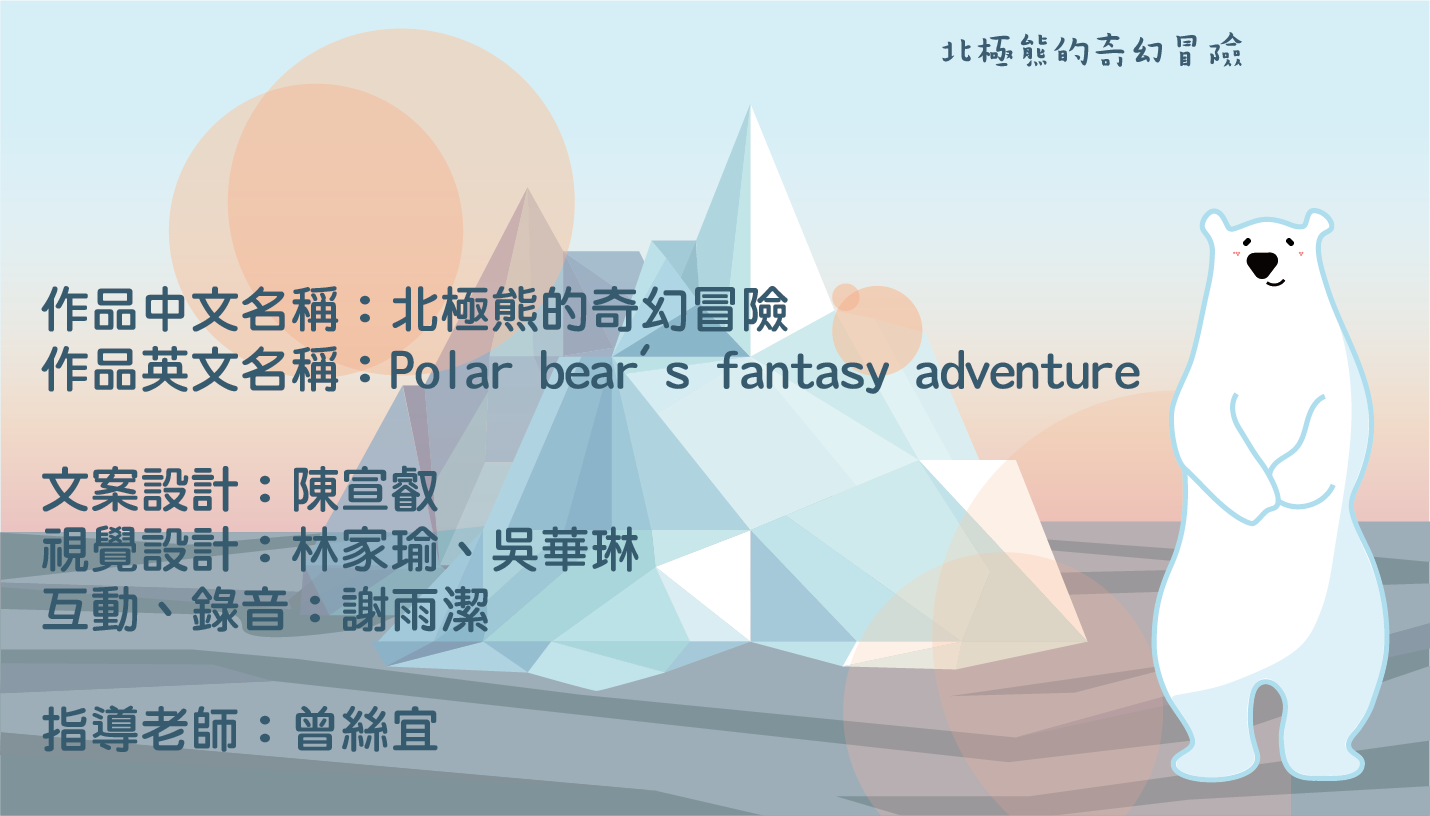 北極熊的奇幻冒險
作品中文名稱：北極熊的奇幻冒險
作品英文名稱：Polar bear's fantasy adventure
文案設計：陳宣叡
視覺設計：林家瑜、吳華琳
互動、錄音：謝雨潔
指導老師：曾絲宜